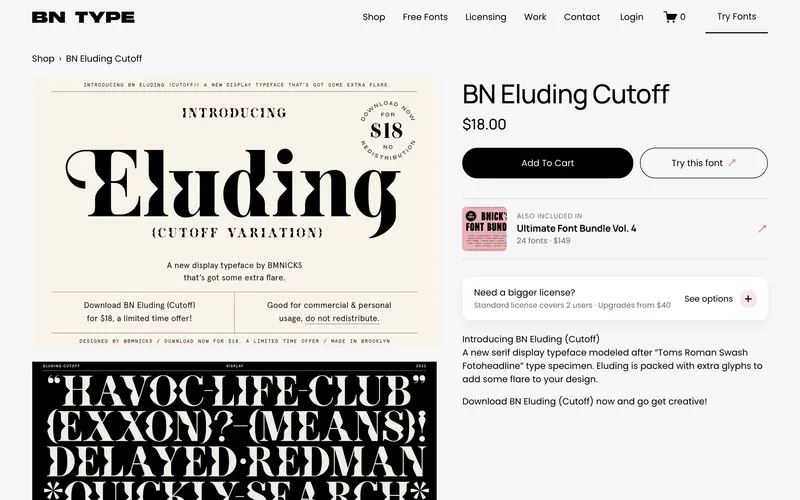 BN TYPE
Shop
Free Fonts
Licensing
Work
Contact
Login
0
Try Fonts
Shop › BN Eluding Cutoff
INTRODUCING BN ELUDING (CUTOFF)! A NEW DISPLAY TYPEFACE THAT'S GOT SOME EXTRA FLARE.
INTRODUCING
DOWNLOAD NOW
FOR
$18
NO
REDISTRIBUTION
Eluding
(CUTOFF VARIATION)
A new display typeface by BMNICKS
that's got some extra flare.
Download BN Eluding (Cutoff)
for $18, a limited time offer!
Good for commercial & personal
usage, do not redistribute.
DESIGNED BY @BMNICKS / DOWNLOAD NOW FOR $18. A LIMITED TIME OFFER / MADE IN BROOKLYN
ELUDING CUTOFF
DISPLAY
2021
“HAVOC-LIFE-CLUB”
(EXXON)?-(MEANS)!
DELAYED·REDMAN
*QUICKLY-SEARCH*
BN Eluding Cutoff
$18.00
Add To Cart
Try this font ↗
BNICK'S
FONT BUND
ALSO INCLUDED IN
Ultimate Font Bundle Vol. 4
24 fonts · $149
↗
Need a bigger license?
Standard license covers 2 users · Upgrades from $40
See options +
Introducing BN Eluding (Cutoff)
A new serif display typeface modeled after “Toms Roman Swash
Fotoheadline” type specimen. Eluding is packed with extra glyphs to
add some flare to your design.
Download BN Eluding (Cutoff) now and go get creative!